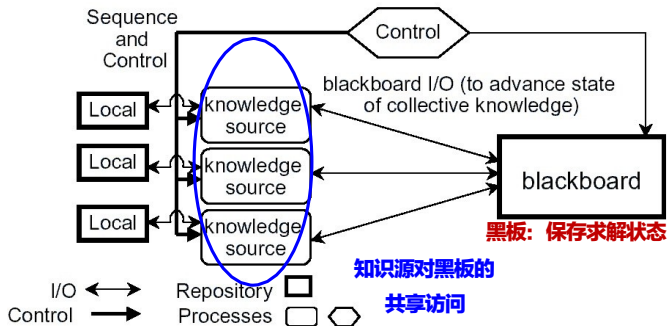 Sequence
and
Control
Control
blackboard I/O (to advance state
of collective knowledge)
Local
knowledge
source
Local
knowledge
source
Local
knowledge
source
blackboard
黑板：保存求解状态
知识源对黑板的
共享访问
I/O
Repository
Control
Processes